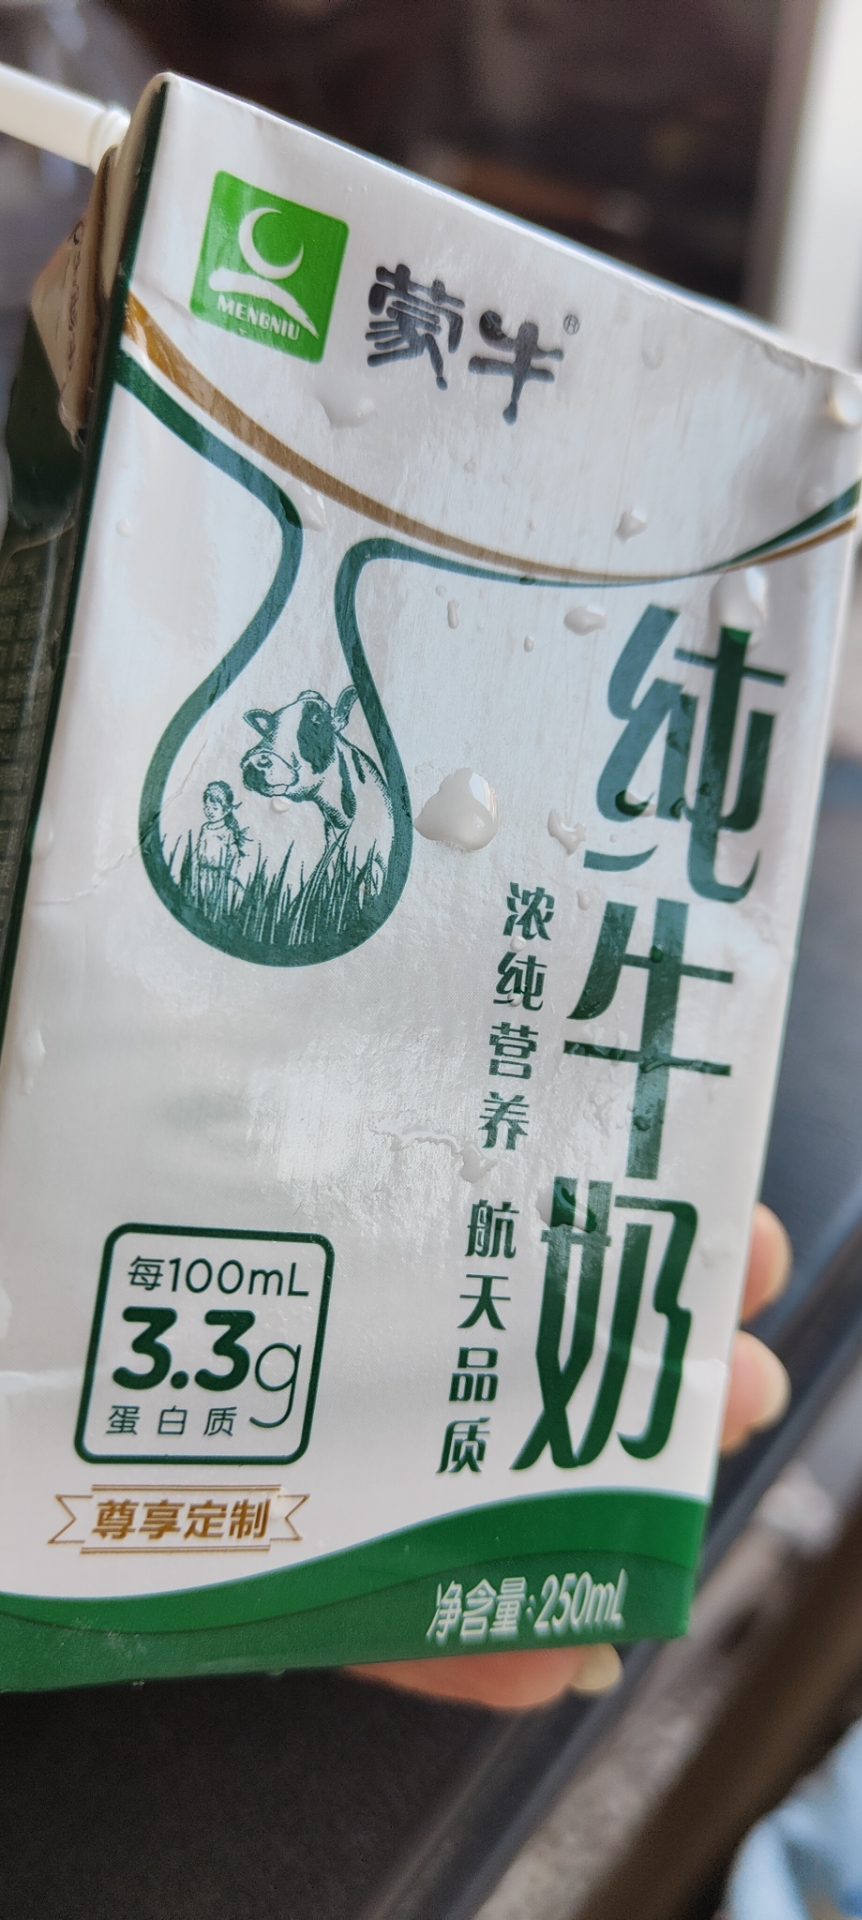 MENGNIU
蒙牛®
纯牛奶
浓纯营养 航天品质
每100mL
3.3g
蛋白质
尊享定制
净含量:250mL